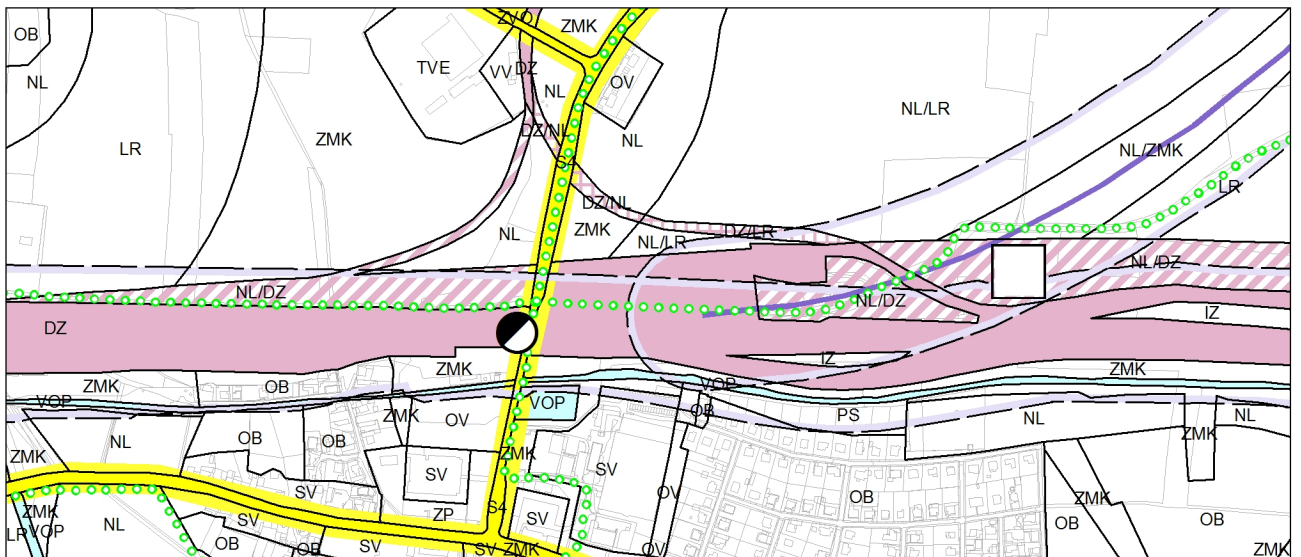 ZVO
ZMK
OB
TVE
VV
DZ
OV
NL
NL
NL/LR
LR
ZMK
DZ/NL
NL
NL/ZMK
S4
LR
DZ/NL
NL
ZMK
NL/LR
DZ/LR
NL/DZ
NL/DZ
NL/DZ
DZ
IZ
IZ
ZMK
ZMK
ZMK
OB
VOP
VOP
VOP
ZMK
OV
OB
PS
NL
NL
NL
OB
OB
ZMK
ZMK
ZMK
SV
SV
SV
OV
OB
ZMK
ZMK
VOP
LR
NL
SV
ZP
S4
SV
OB
OB
OB
OB
SV
SV
ZMK
OV
ZMK